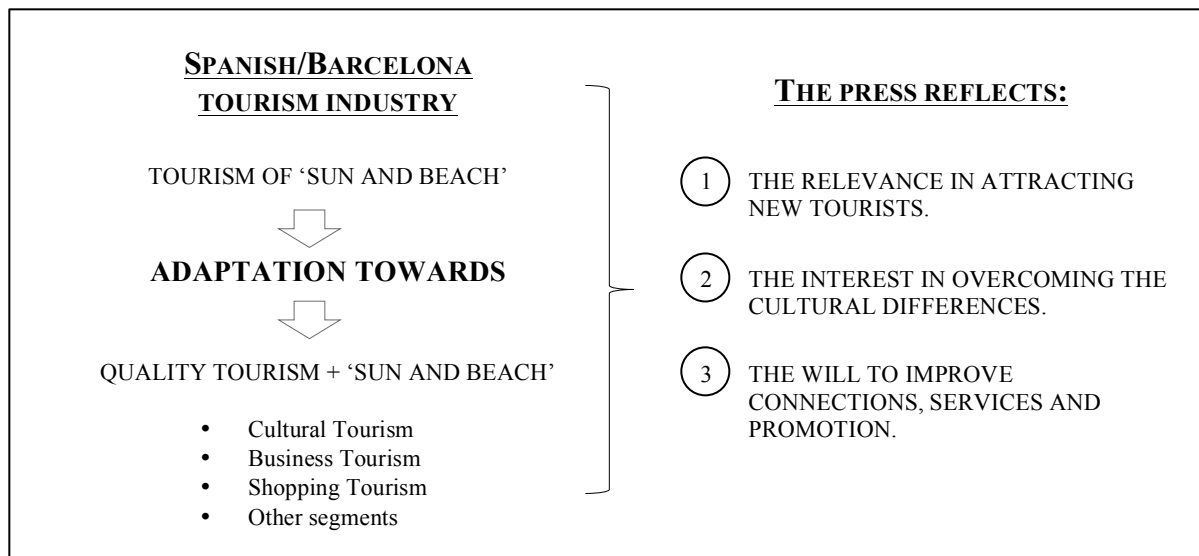 SPANISH/BARCELONA
TOURISM INDUSTRY
TOURISM OF ‘SUN AND BEACH’
ADAPTATION TOWARDS
QUALITY TOURISM + ‘SUN AND BEACH’
• Cultural Tourism
• Business Tourism
• Shopping Tourism
• Other segments
THE PRESS REFLECTS:
1 THE RELEVANCE IN ATTRACTING
NEW TOURISTS.
2 THE INTEREST IN OVERCOMING THE
CULTURAL DIFFERENCES.
3 THE WILL TO IMPROVE
CONNECTIONS, SERVICES AND
PROMOTION.